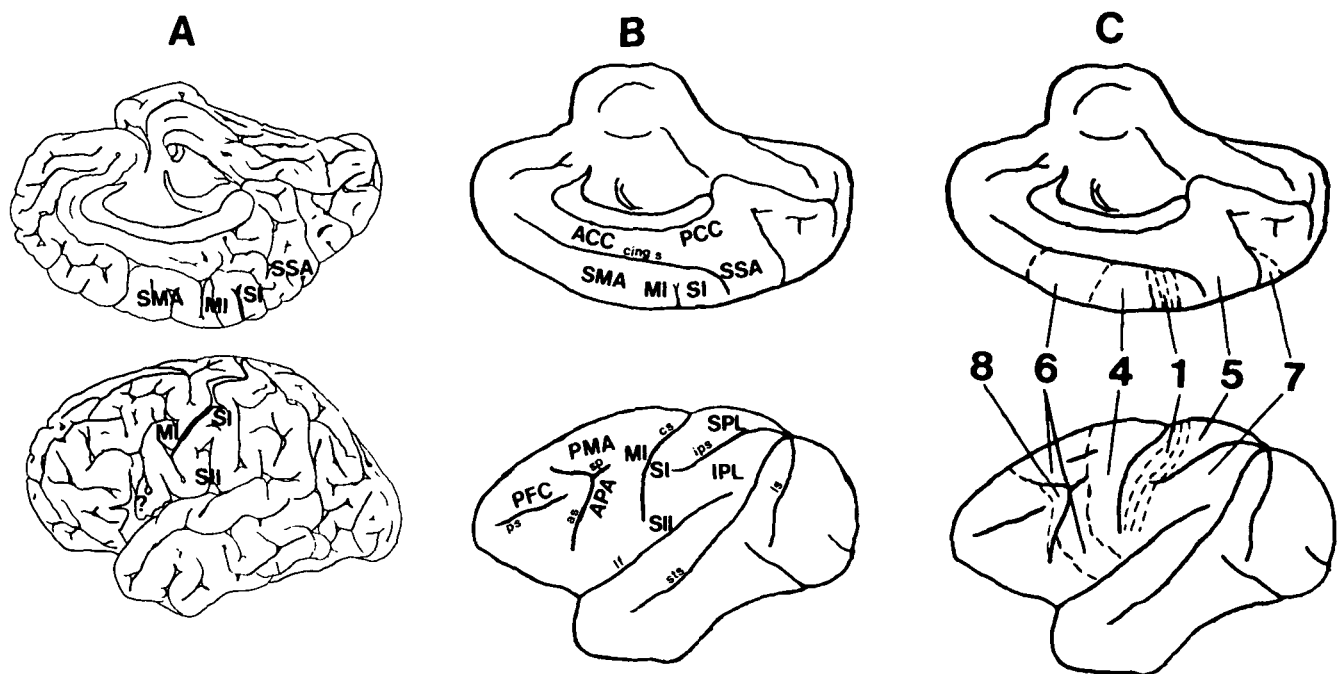 A
B
C
SMA MI SI SSA
MI SI
SII
?
ACC cing s PCC
SMA MI SI SSA
PMA sp MI cs SI SPL ips IPL
PFC ps as APA SII ls
lf sts
8 6 4 1 5 7